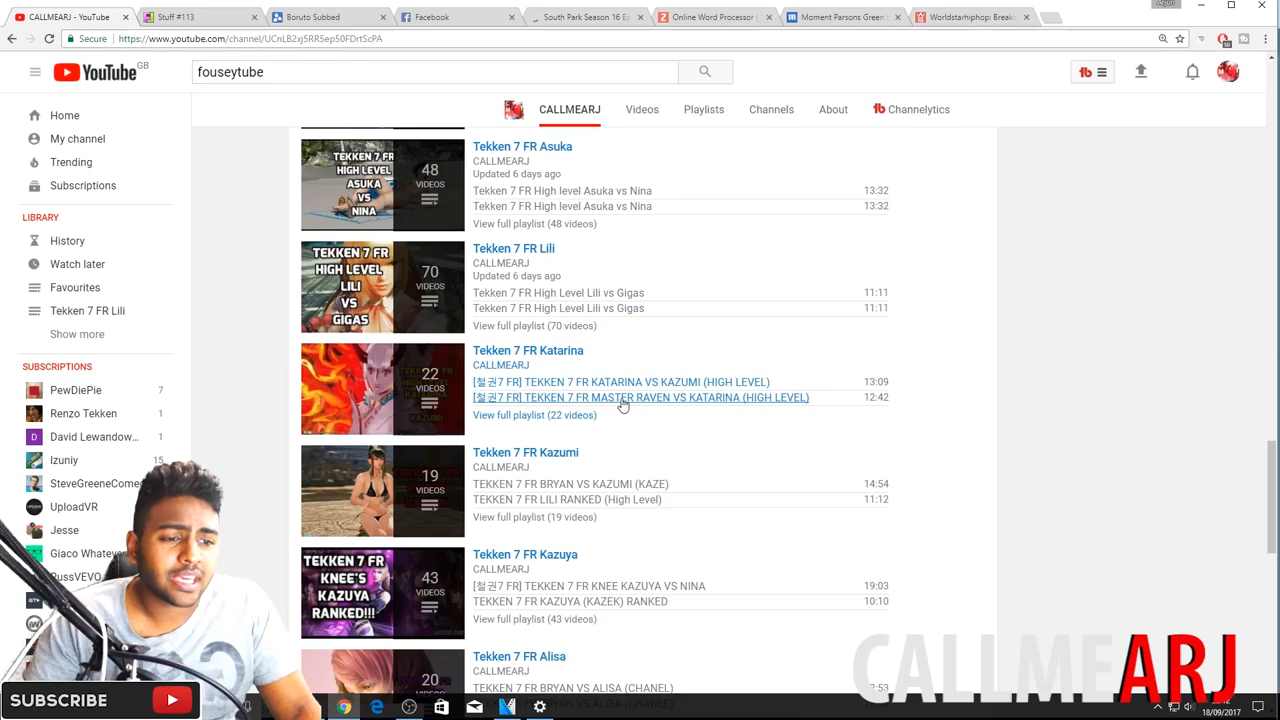 CALLMEARJ - YouTube
Stuff #113
Boruto Subbed
Facebook
South Park Season 16 Ep
Online Word Processor
Moment Parsons Green
Worldstarhiphop: Breakin
Secure https://www.youtube.com/channel/UCnLB2xj5RR5ep50FDrtScPA
YouTube GB
fouseytube
CALLMEARJ Videos Playlists Channels About Channelytics
Home
My channel
Trending
Subscriptions
LIBRARY
History
Watch later
Favourites
Tekken 7 FR Lili
Show more
SUBSCRIPTIONS
PewDiePie 7
Renzo Tekken
David Lewandow... 1
Izuniy 15
SteveGreeneCome
UploadVR
Jesse
Giaco Whateve
RussVEVO
TEKKEN 7 FR
HIGH LEVEL
ASUKA
VS
NINA
48
VIDEOS
Tekken 7 FR Asuka
CALLMEARJ
Updated 6 days ago
Tekken 7 FR High level Asuka vs Nina 13:32
Tekken 7 FR High level Asuka vs Nina 13:32
View full playlist (48 videos)
TEKKEN 7 FR
HIGH LEVEL
LILI
VS
GIGAS
70
VIDEOS
Tekken 7 FR Lili
CALLMEARJ
Updated 6 days ago
Tekken 7 FR High Level Lili vs Gigas 11:11
Tekken 7 FR High Level Lili vs Gigas 11:11
View full playlist (70 videos)
22
VIDEOS
Tekken 7 FR Katarina
CALLMEARJ
[철권7 FR] TEKKEN 7 FR KATARINA VS KAZUMI (HIGH LEVEL) 13:09
[철권7 FR] TEKKEN 7 FR MASTER RAVEN VS KATARINA (HIGH LEVEL) 12:42
View full playlist (22 videos)
19
VIDEOS
Tekken 7 FR Kazumi
CALLMEARJ
TEKKEN 7 FR BRYAN VS KAZUMI (KAZE) 14:54
TEKKEN 7 FR LILI RANKED (High Level) 11:12
View full playlist (19 videos)
TEKKEN 7 FR
KNEE'S
KAZUYA
RANKED!!!
43
VIDEOS
Tekken 7 FR Kazuya
CALLMEARJ
[철권7 FR] TEKKEN 7 FR KNEE KAZUYA VS NINA 19:03
TEKKEN 7 FR KAZUYA (KAZEK) RANKED 10:10
View full playlist (43 videos)
20
VIDEOS
Tekken 7 FR Alisa
CALLMEARJ
TEKKEN 7 FR BRYAN VS ALISA (CHANEL)
CALLMEARJ
SUBSCRIBE
18/09/2017